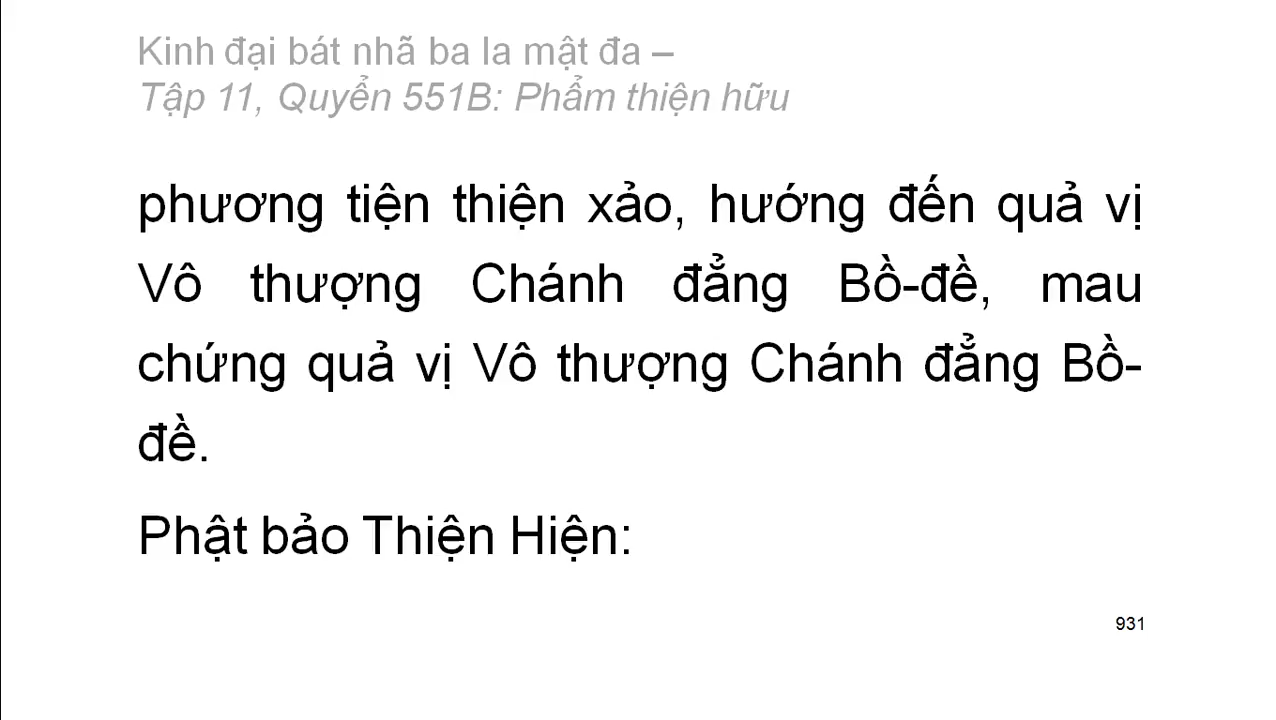 Kinh đại bát nhã ba la mật đa –
Tập 11, Quyển 551B: Phẩm thiện hữu
phương tiện thiện xảo, hướng đến quả vị
Vô thượng Chánh đẳng Bồ-đề, mau
chứng quả vị Vô thượng Chánh đẳng Bồ-
đề.
Phật bảo Thiện Hiện:
931